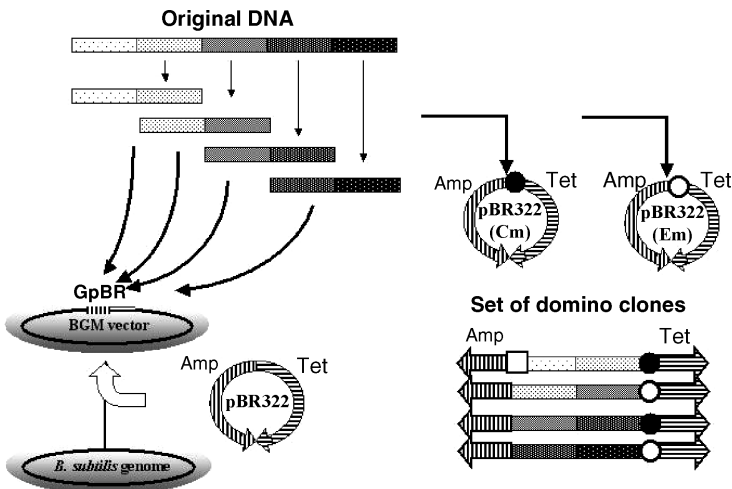 Original DNA
Amp
Tet
pBR322
(Cm)
Amp
Tet
pBR322
(Em)
GpBR
BGM vector
Amp
Tet
pBR322
B. subtilis genome
Set of domino clones
Amp
Tet